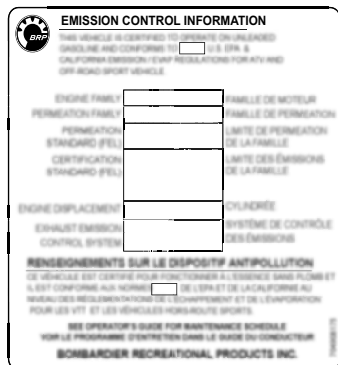 BRP
EMISSION CONTROL INFORMATION
THIS VEHICLE IS CERTIFIED TO OPERATE ON UNLEADED
GASOLINE AND CONFORMS TO U.S. EPA &
CALIFORNIA EMISSION / EVAP REGULATIONS FOR ATV AND
OFF-ROAD SPORT VEHICLE
ENGINE FAMILY FAMILLE DE MOTEUR
PERMEATION FAMILY FAMILLE DE PERMEATION
PERMEATION LIMITE DE PERMEATION
STANDARD (FEL) DE LA FAMILLE
CERTIFICATION LIMITE DES ÉMISSIONS
STANDARD (FEL) DE LA FAMILLE
ENGINE DISPLACEMENT CYLINDRÉE
EXHAUST EMISSION SYSTÈME DE CONTRÔLE
CONTROL SYSTEM DES ÉMISSIONS
RENSEIGNEMENTS SUR LE DISPOSITIF ANTIPOLLUTION
CE VÉHICULE EST CERTIFIÉ POUR FONCTIONNER À L'ESSENCE SANS PLOMB ET
IL EST CONFORME AUX NORMES DE L'EPA ET DE LA CALIFORNIE AU
NIVEAU DES RÉGLEMENTATIONS DE L'ÉCHAPPEMENT ET DE L'ÉVAPORATION
POUR LES VTT ET LES VÉHICULES HORS-ROUTE SPORTS.
SEE OPERATOR'S GUIDE FOR MAINTENANCE SCHEDULE
VOIR LE PROGRAMME D'ENTRETIEN DANS LE GUIDE DU CONDUCTEUR
BOMBARDIER RECREATIONAL PRODUCTS INC.